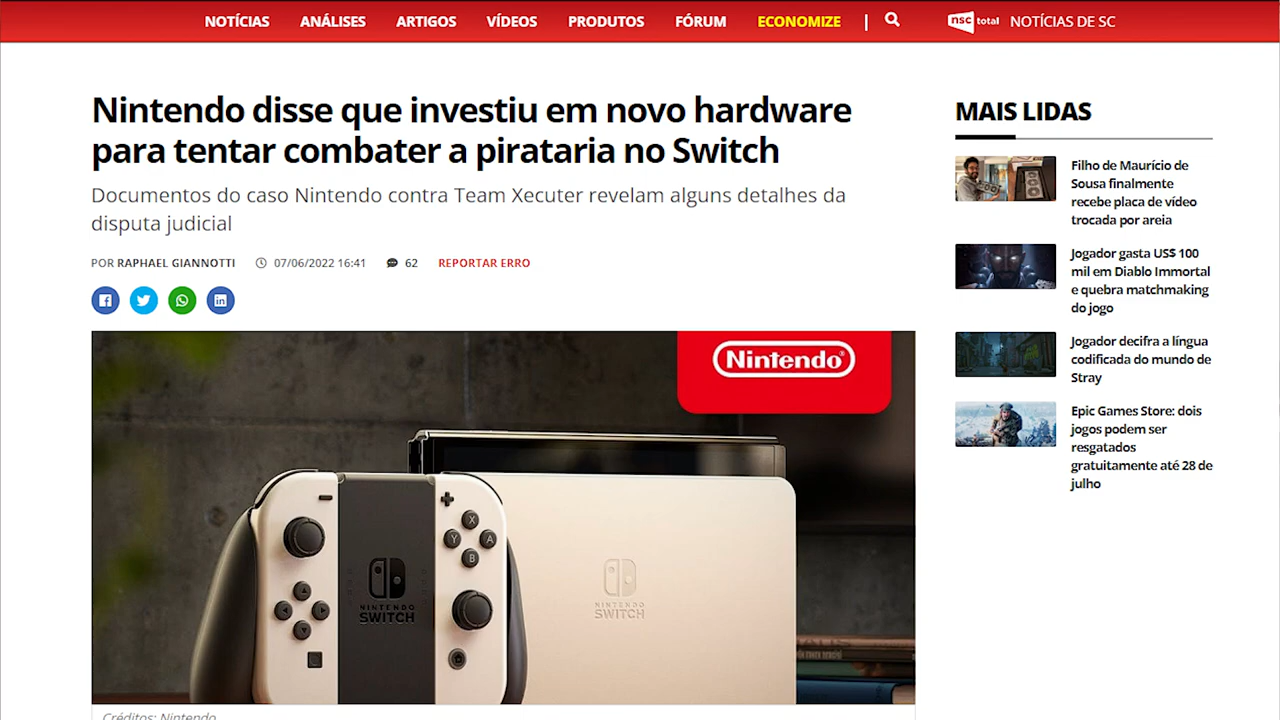 NOTÍCIAS ANÁLISES ARTIGOS VÍDEOS PRODUTOS FÓRUM ECONOMIZE | nsc total NOTÍCIAS DE SC
Nintendo disse que investiu em novo hardware
para tentar combater a pirataria no Switch
Documentos do caso Nintendo contra Team Xecuter revelam alguns detalhes da
disputa judicial
POR RAPHAEL GIANNOTTI 07/06/2022 16:41 62 REPORTAR ERRO
Nintendo®
X
Y A
B
NINTENDO
SWITCH
NINTENDO
SWITCH
Créditos: Nintendo
MAIS LIDAS
Filho de Maurício de
Sousa finalmente
recebe placa de vídeo
trocada por areia
Jogador gasta US$ 100
mil em Diablo Immortal
e quebra matchmaking
do jogo
Jogador decifra a língua
codificada do mundo de
Stray
Epic Games Store: dois
jogos podem ser
resgatados
gratuitamente até 28 de
julho